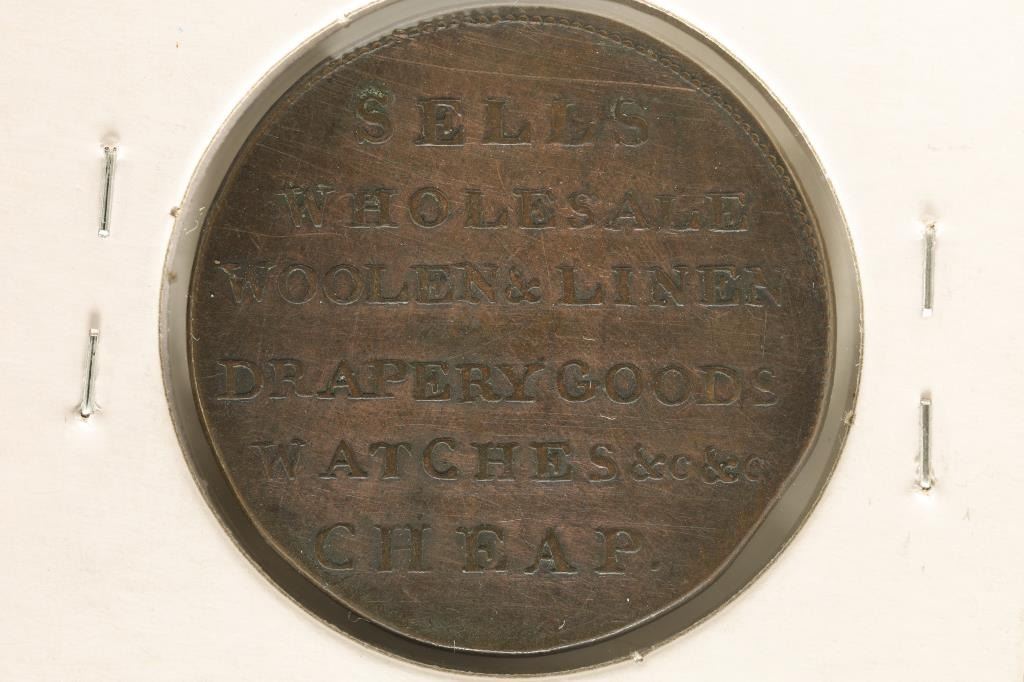 SELLS
WHOLESALE
WOOLEN & LINEN
DRAPERY GOODS
WATCHES &c &c
CHEAP.